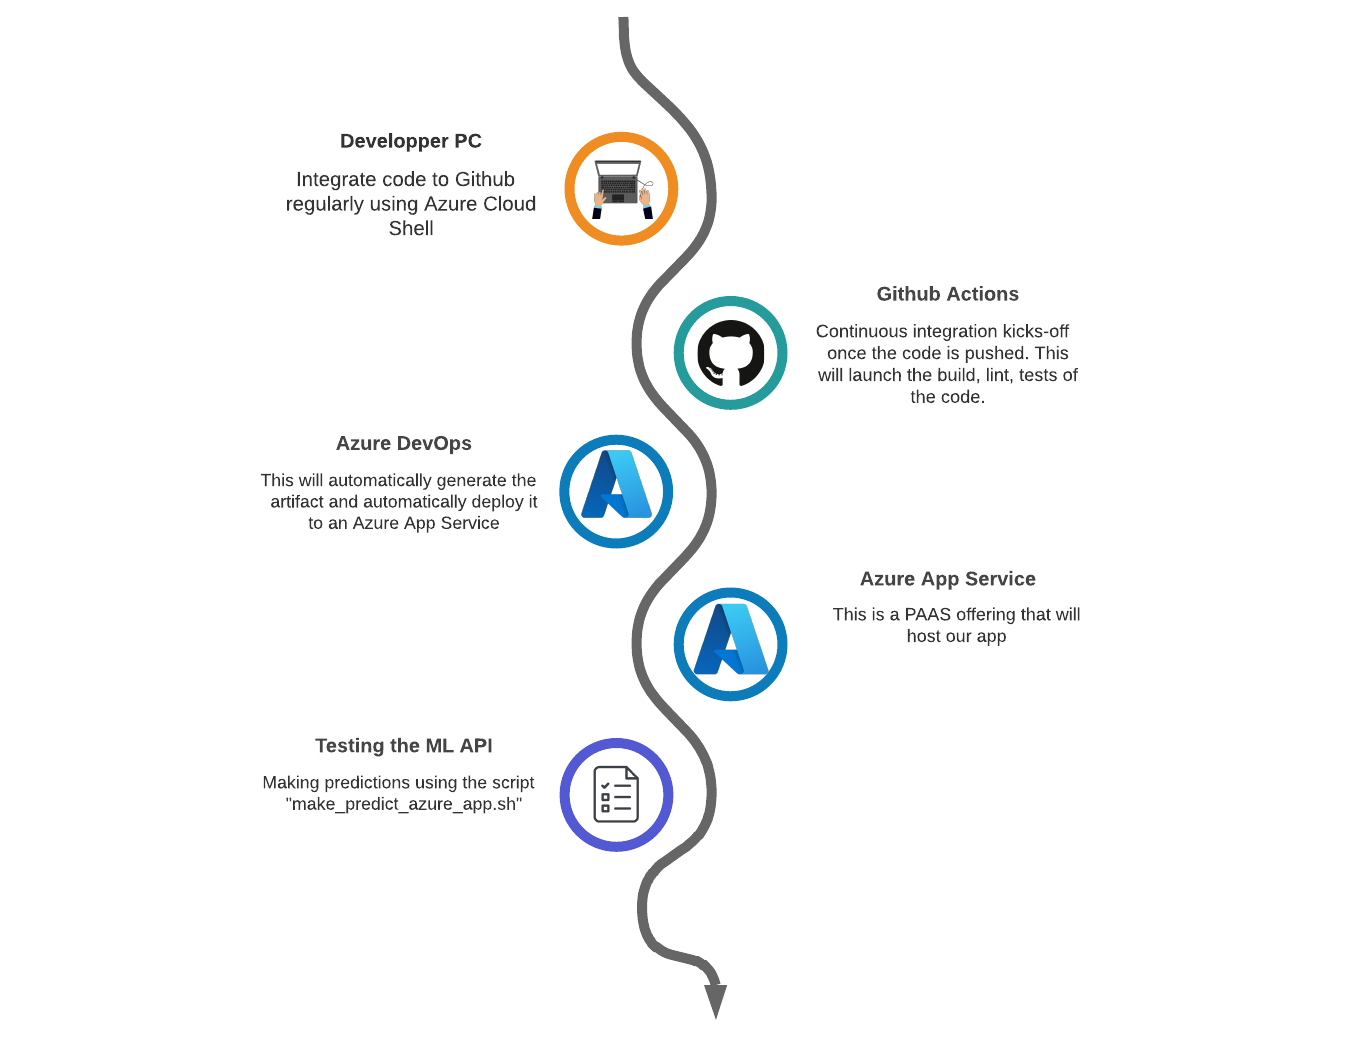 Developper PC
Integrate code to Github
regularly using Azure Cloud
Shell
Github Actions
Continuous integration kicks-off
once the code is pushed. This
will launch the build, lint, tests of
the code.
Azure DevOps
This will automatically generate the
artifact and automatically deploy it
to an Azure App Service
Azure App Service
This is a PAAS offering that will
host our app
Testing the ML API
Making predictions using the script
"make_predict_azure_app.sh"